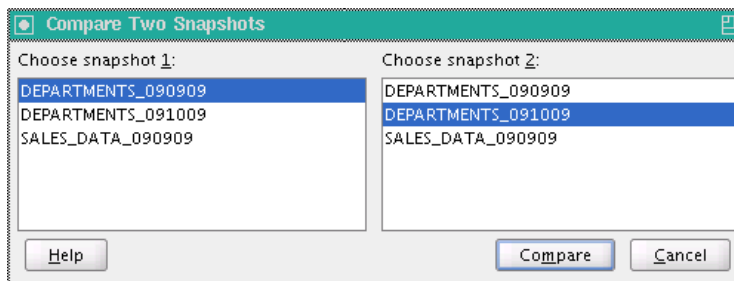 Compare Two Snapshots
Choose snapshot 1:
DEPARTMENTS_090909
DEPARTMENTS_091009
SALES_DATA_090909
Choose snapshot 2:
DEPARTMENTS_090909
DEPARTMENTS_091009
SALES_DATA_090909
Help
Compare
Cancel